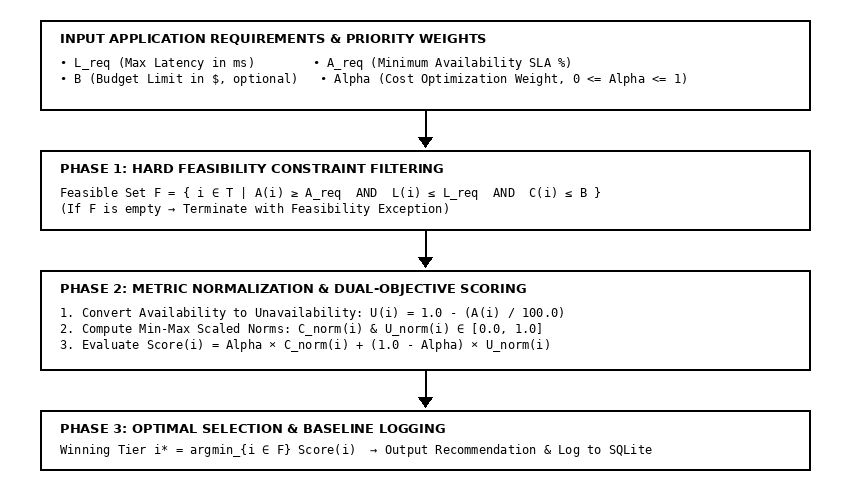 INPUT APPLICATION REQUIREMENTS & PRIORITY WEIGHTS
• L_req (Max Latency in ms)        • A_req (Minimum Availability SLA %)
• B (Budget Limit in $, optional)   • Alpha (Cost Optimization Weight, 0 <= Alpha <= 1)
PHASE 1: HARD FEASIBILITY CONSTRAINT FILTERING
Feasible Set F = { i ∈ T | A(i) ≥ A_req  AND  L(i) ≤ L_req  AND  C(i) ≤ B }
(If F is empty → Terminate with Feasibility Exception)
PHASE 2: METRIC NORMALIZATION & DUAL-OBJECTIVE SCORING
1. Convert Availability to Unavailability: U(i) = 1.0 - (A(i) / 100.0)
2. Compute Min-Max Scaled Norms: C_norm(i) & U_norm(i) ∈ [0.0, 1.0]
3. Evaluate Score(i) = Alpha × C_norm(i) + (1.0 - Alpha) × U_norm(i)
PHASE 3: OPTIMAL SELECTION & BASELINE LOGGING
Winning Tier i* = argmin_{i ∈ F} Score(i)  → Output Recommendation & Log to SQLite